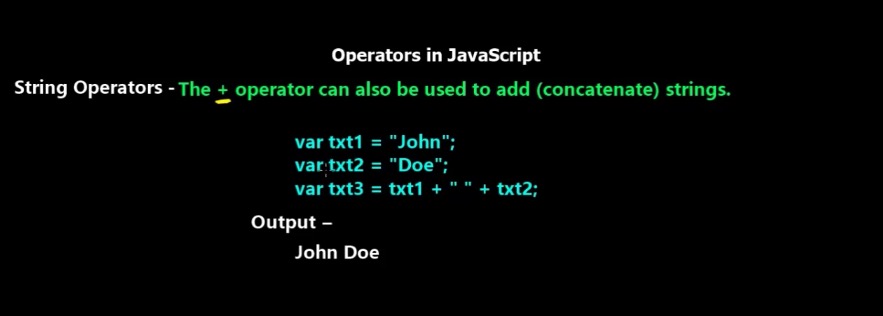 Operators in JavaScript
String Operators - The + operator can also be used to add (concatenate) strings.
var txt1 = "John";
var txt2 = "Doe";
var txt3 = txt1 + " " + txt2;
Output –
John Doe